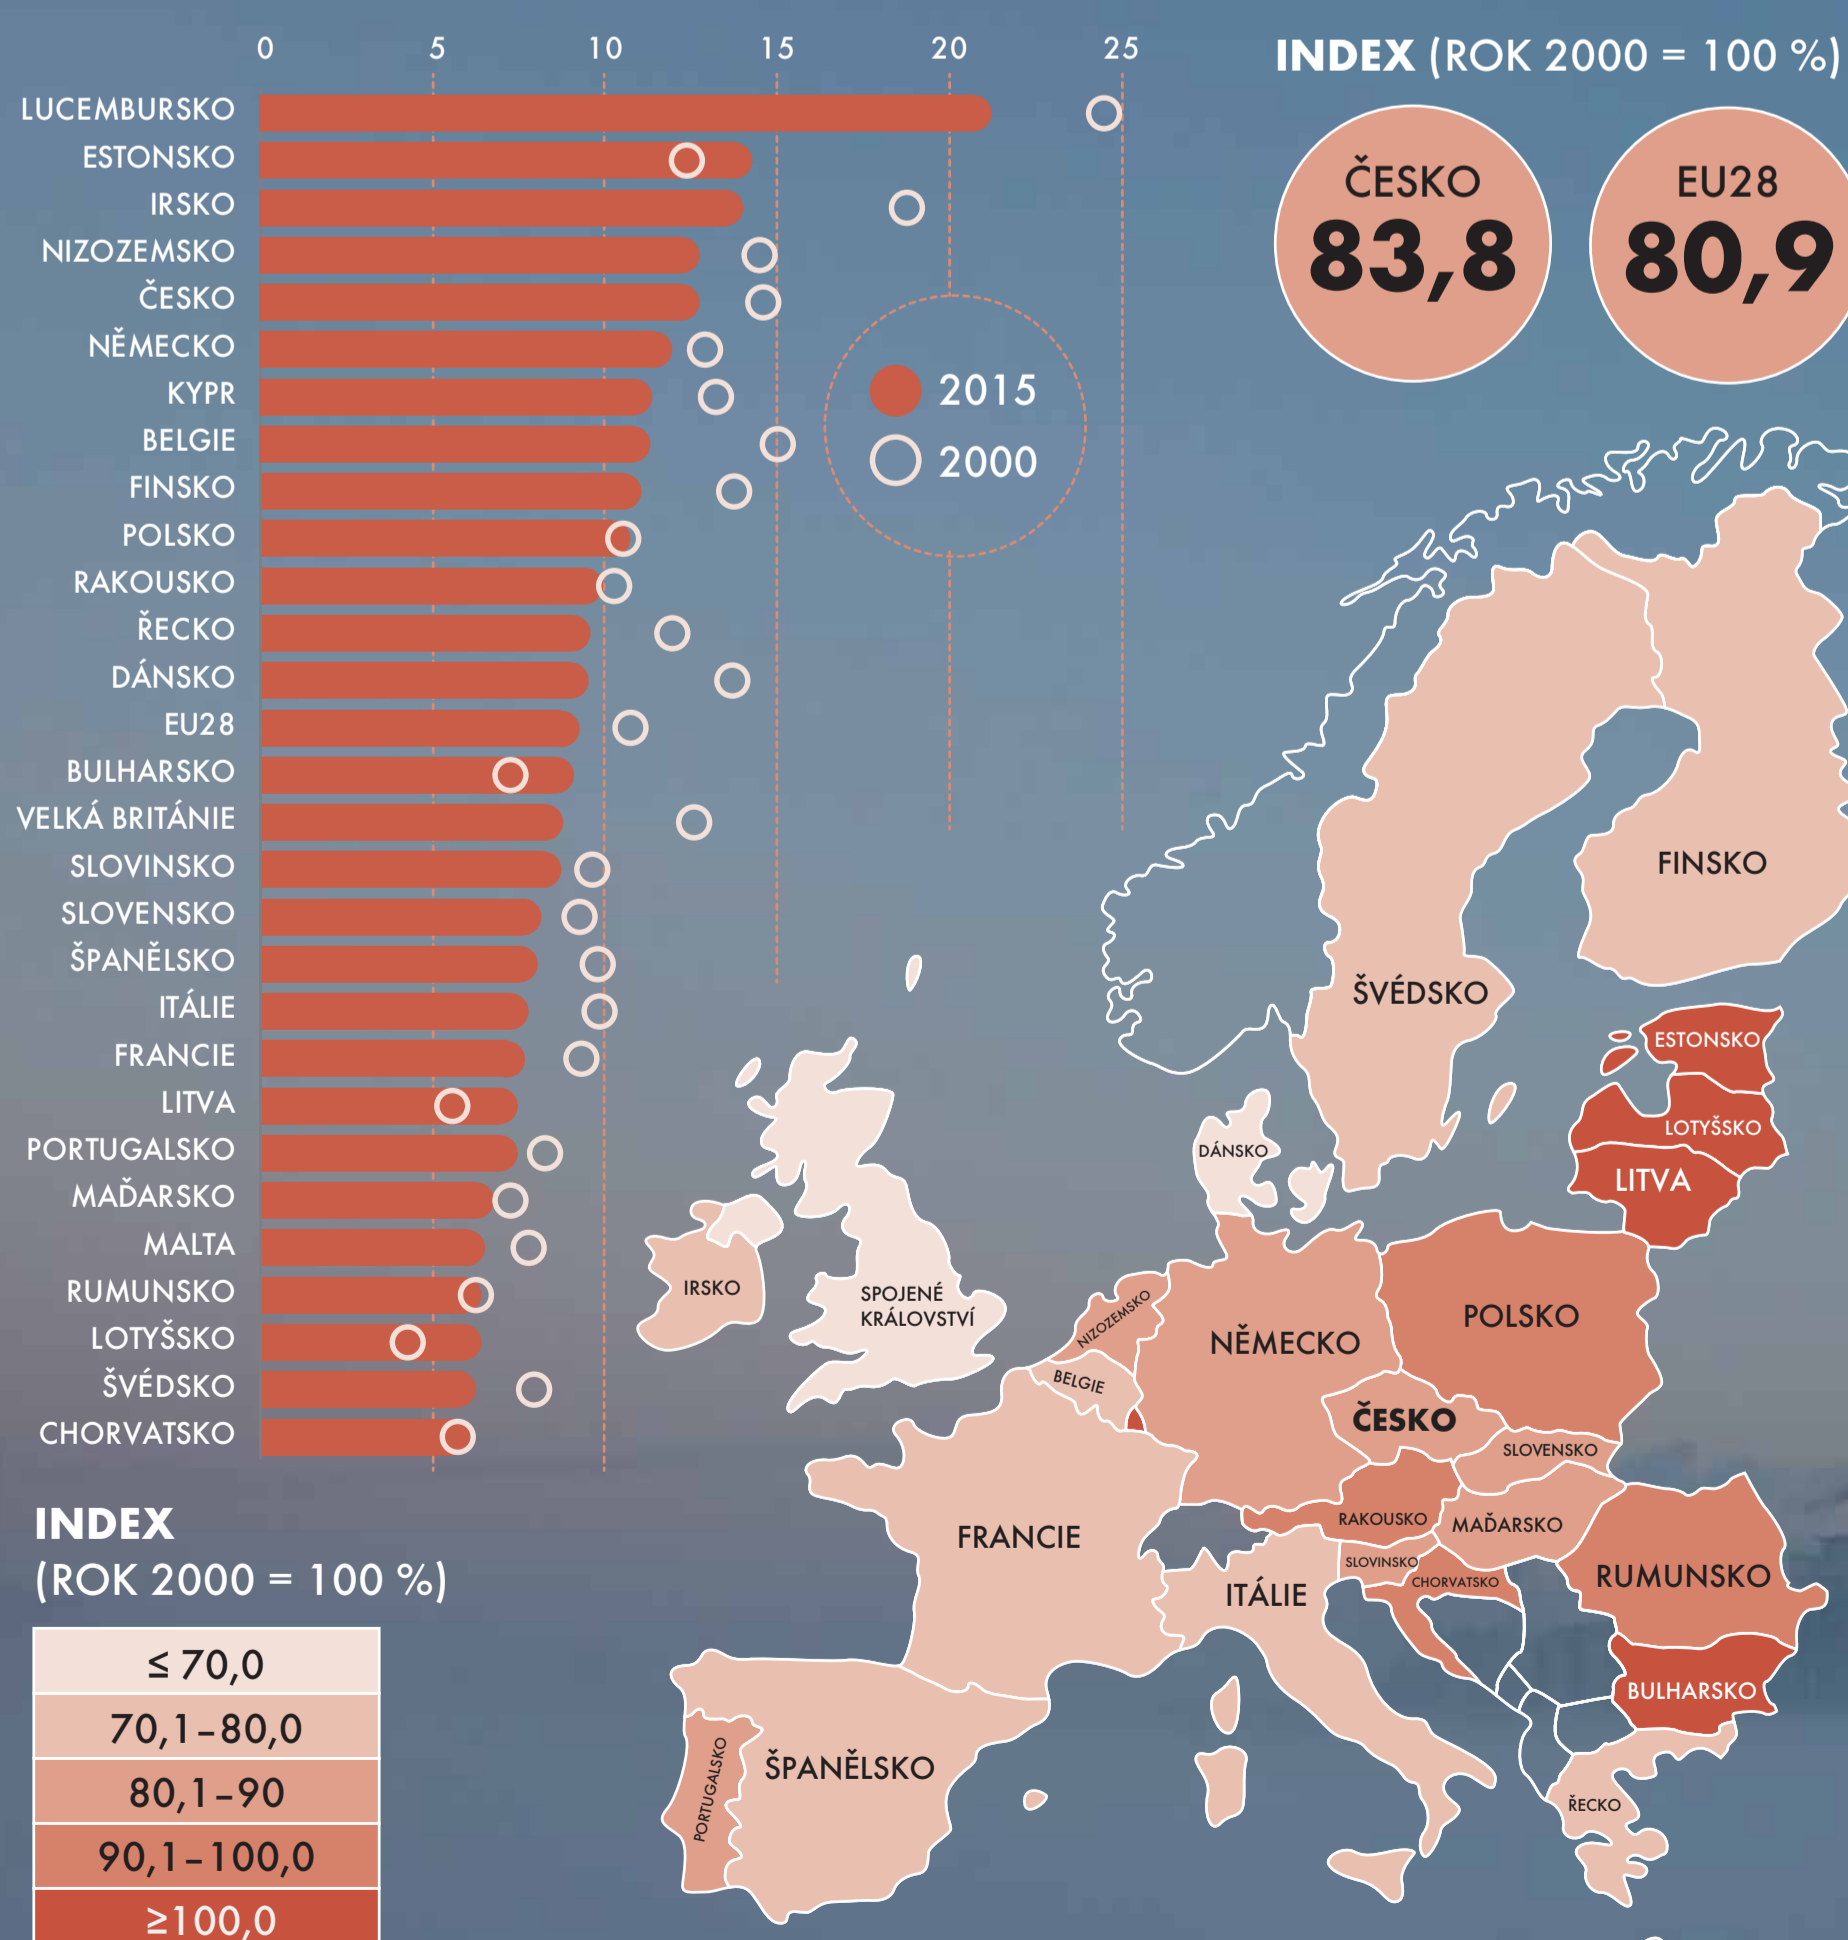 0 5 10 15 20 25
LUCEMBURSKO
ESTONSKO
IRSKO
NIZOZEMSKO
ČESKO
NĚMECKO
KYPR
BELGIE
FINSKO
POLSKO
RAKOUSKO
ŘECKO
DÁNSKO
EU28
BULHARSKO
VELKÁ BRITÁNIE
SLOVINSKO
SLOVENSKO
ŠPANĚLSKO
ITÁLIE
FRANCIE
LITVA
PORTUGALSKO
MAĎARSKO
MALTA
RUMUNSKO
LOTYŠSKO
ŠVÉDSKO
CHORVATSKO
2015
2000
INDEX (ROK 2000 = 100 %)
ČESKO
83,8
EU28
80,9
FINSKO
ŠVÉDSKO
ESTONSKO
LOTYŠSKO
LITVA
DÁNSKO
IRSKO
SPOJENÉ
KRÁLOVSTVÍ
NIZOZEMSKO
BELGIE
NĚMECKO
POLSKO
ČESKO
SLOVENSKO
RAKOUSKO
MAĎARSKO
FRANCIE
SLOVINSKO
CHORVATSKO
ITÁLIE
RUMUNSKO
BULHARSKO
PORTUGALSKO
ŠPANĚLSKO
ŘECKO
INDEX
(ROK 2000 = 100 %)
≤ 70,0
70,1–80,0
80,1–90
90,1–100,0
≥100,0